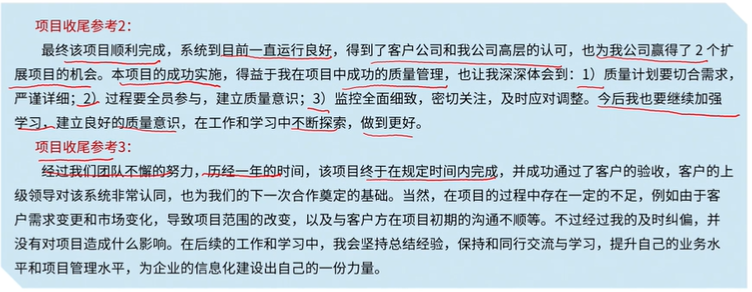 项目收尾参考2：
最终该项目顺利完成，系统到目前一直运行良好，得到了客户公司和我公司高层的认可，也为我公司赢得了 2 个扩
展项目的机会。本项目的成功实施，得益于我在项目中成功的质量管理，也让我深深体会到：1）质量计划要切合需求，
严谨详细；2）过程要全员参与，建立质量意识；3）监控全面细致，密切关注，及时应对调整。今后我也要继续加强
学习，建立良好的质量意识，在工作和学习中不断探索，做到更好。
项目收尾参考3：
经过我们团队不懈的努力，历经一年的时间，该项目终于在规定时间内完成，并成功通过了客户的验收，客户的上
级领导对该系统非常认同，也为我们的下一次合作奠定的基础。当然，在项目的过程中存在一定的不足，例如由于客
户需求变更和市场变化，导致项目范围的改变，以及与客户方在项目初期的沟通不顺等。不过经过我的及时纠偏，并
没有对项目造成什么影响。在后续的工作和学习中，我会坚持总结经验，保持和同行交流与学习，提升自己的业务水
平和项目管理水平，为企业的信息化建设出自己的一份力量。